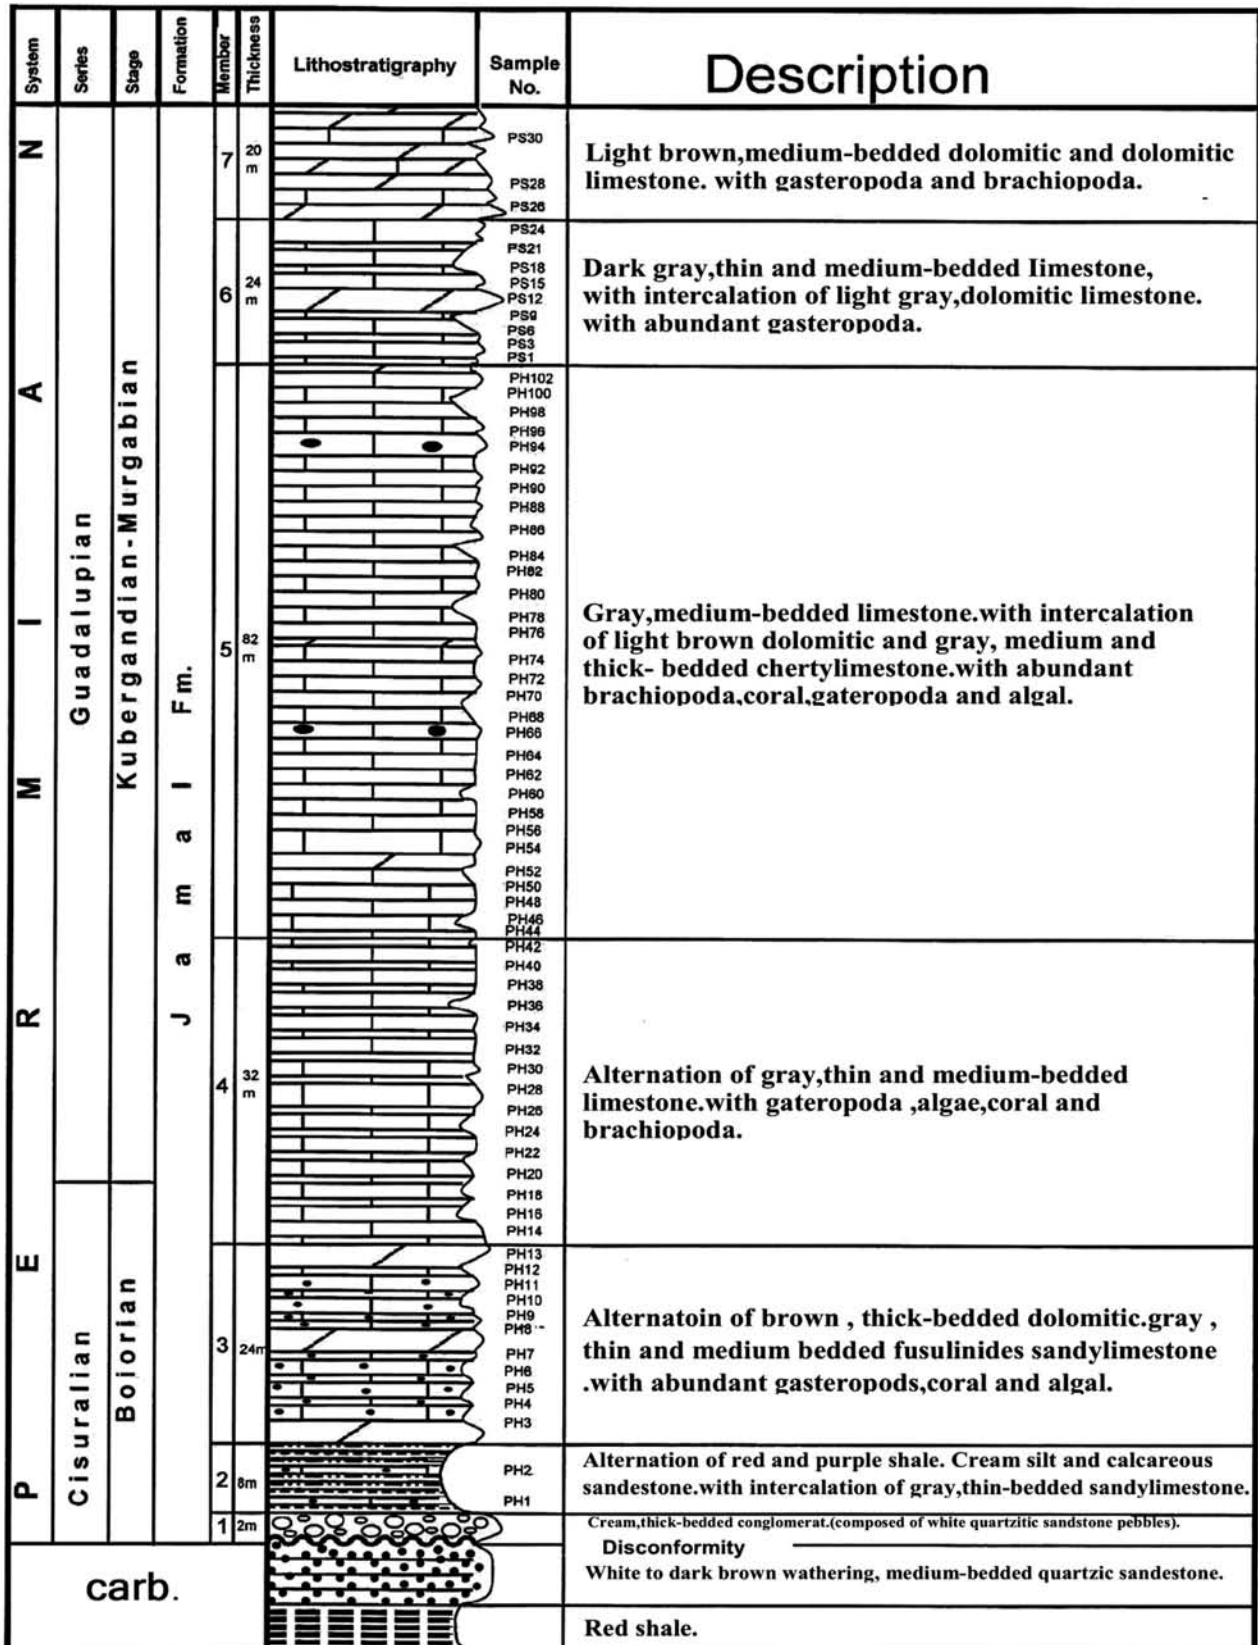 System
Series
Stage
Formation
Member
Thickness
Lithostratigraphy
Sample
No.
Description
P E R M I A N
Guadalupian
Cisuralian
Kubergandian-Murgabian
Boiorian
Jamal Fm.
7
20
m
PS30
PS28
PS26
Light brown,medium-bedded dolomitic and dolomitic
limestone. with gasteropoda and brachiopoda.
6
24
m
PS24
PS21
PS18
PS15
PS12
PS9
PS6
PS3
PS1
Dark gray,thin and medium-bedded limestone,
with intercalation of light gray,dolomitic limestone.
with abundant gasteropoda.
5
82
m
PH102
PH100
PH98
PH96
PH94
PH92
PH90
PH88
PH86
PH84
PH82
PH80
PH78
PH76
PH74
PH72
PH70
PH68
PH66
PH64
PH62
PH60
PH58
PH56
PH54
PH52
PH50
PH48
PH46
PH44
Gray,medium-bedded limestone.with intercalation
of light brown dolomitic and gray, medium and
thick- bedded chertylimestone.with abundant
brachiopoda,coral,gateropoda and algal.
4
32
m
PH42
PH40
PH38
PH36
PH34
PH32
PH30
PH28
PH26
PH24
PH22
PH20
PH18
PH16
PH14
Alternation of gray,thin and medium-bedded
limestone.with gateropoda ,algae,coral and
brachiopoda.
3
24m
PH13
PH12
PH11
PH10
PH9
PH8
PH7
PH6
PH5
PH4
PH3
Alternatoin of brown , thick-bedded dolomitic.gray ,
thin and medium bedded fusulinides sandylimestone
.with abundant gasteropods,coral and algal.
2
8m
PH2
PH1
Alternation of red and purple shale. Cream silt and calcareous
sandestone.with intercalation of gray,thin-bedded sandylimestone.
1
2m
Cream,thick-bedded conglomerat.(composed of white quartzitic sandstone pebbles).
Disconformity
carb.
White to dark brown wathering, medium-bedded quartzic sandestone.
Red shale.